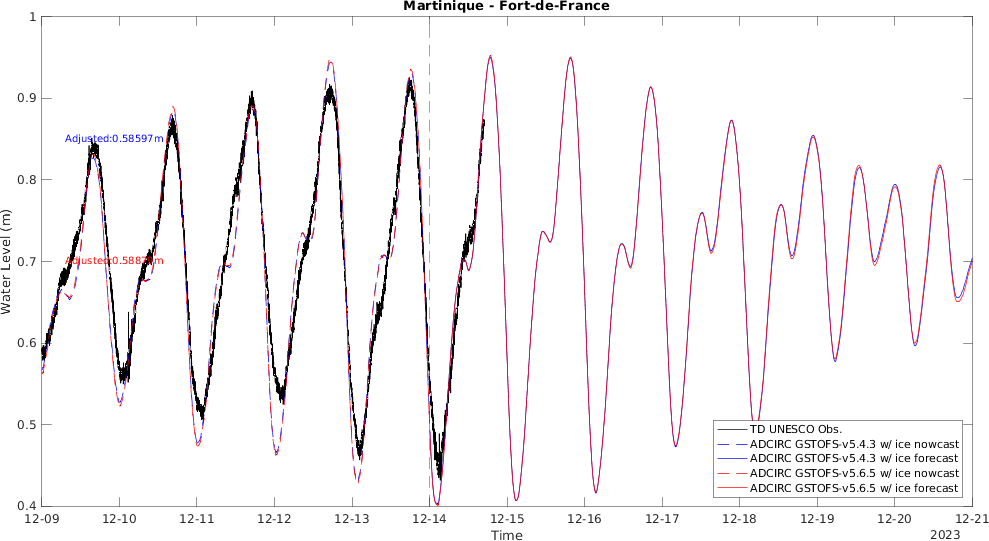 Martinique - Fort-de-France
Water Level (m)
1
0.9
0.8
0.7
0.6
0.5
0.4
Adjusted:0.58597m
TD UNESCO Obs.
ADCIRC GSTOFS-v5.4.3 w/ ice nowcast
ADCIRC GSTOFS-v5.4.3 w/ ice forecast
ADCIRC GSTOFS-v5.6.5 w/ ice nowcast
ADCIRC GSTOFS-v5.6.5 w/ ice forecast
12-09 12-10 12-11 12-12 12-13 12-14 12-15 12-16 12-17 12-18 12-19 12-20 12-21
Time
2023